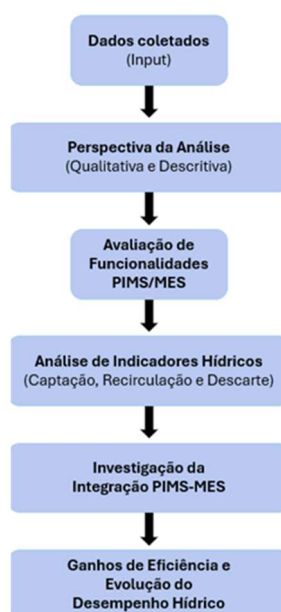 Dados coletados
(Input)
Perspectiva da Análise
(Qualitativa e Descritiva)
Avaliação de
Funcionalidades
PIMS/MES
Análise de Indicadores Hídricos
(Captação, Recirculação e Descarte)
Investigação da
Integração PIMS-MES
Ganhos de Eficiência e
Evolução do
Desempenho Hídrico